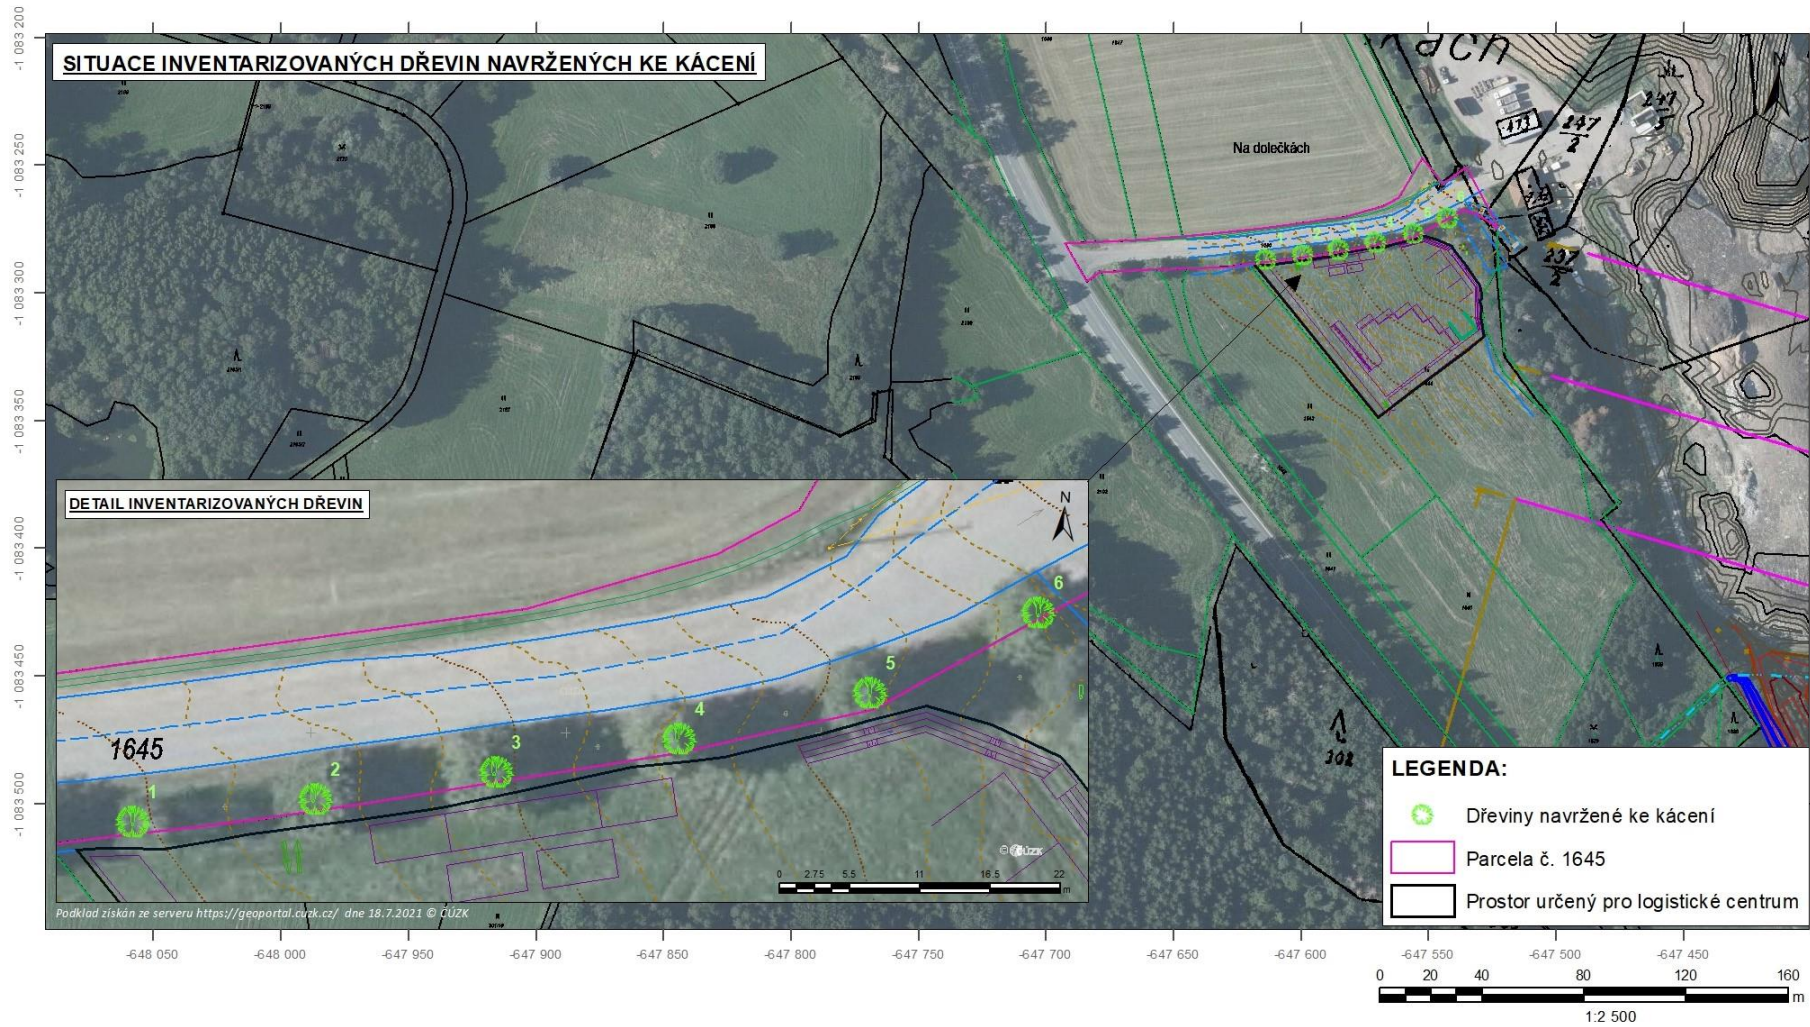 -1 083 200
-1 083 250
-1 083 300
-1 083 350
-1 083 400
-1 083 450
-1 083 500
SITUACE INVENTARIZOVANÝCH DŘEVIN NAVRŽENÝCH KE KÁCENÍ
Na dolečkách
247
2
DETAIL INVENTARIZOVANÝCH DŘEVIN
N
1645
1
2
3
4
5
6
© ČÚZK
0 2.75 5.5 11 16.5 22
m
Podklad získán ze serveru https://geoportal.cuzk.cz/ dne 18.7.2021 © ČÚZK
302
LEGENDA:
Dřeviny navržené ke kácení
Parcela č. 1645
Prostor určený pro logistické centrum
-648 050
-648 000
-647 950
-647 900
-647 850
-647 800
-647 750
-647 700
-647 650
-647 600
-647 550
-647 500
-647 450
0 20 40 80 120 160
m
1:2 500